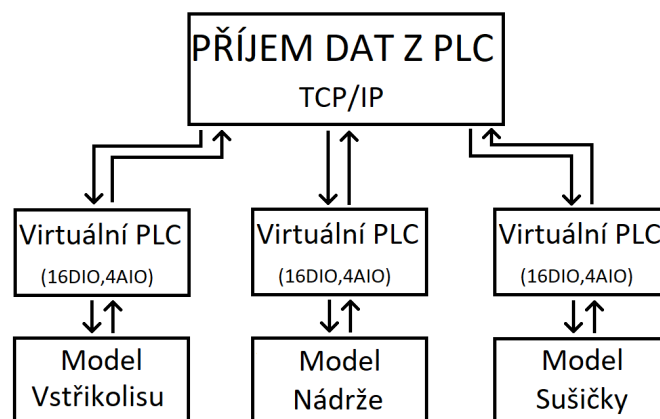 PŘÍJEM DAT Z PLC
TCP/IP
Virtuální PLC
(16DIO,4AIO)
Virtuální PLC
(16DIO,4AIO)
Virtuální PLC
(16DIO,4AIO)
Model
Vstřikolisu
Model
Nádrže
Model
Sušičky